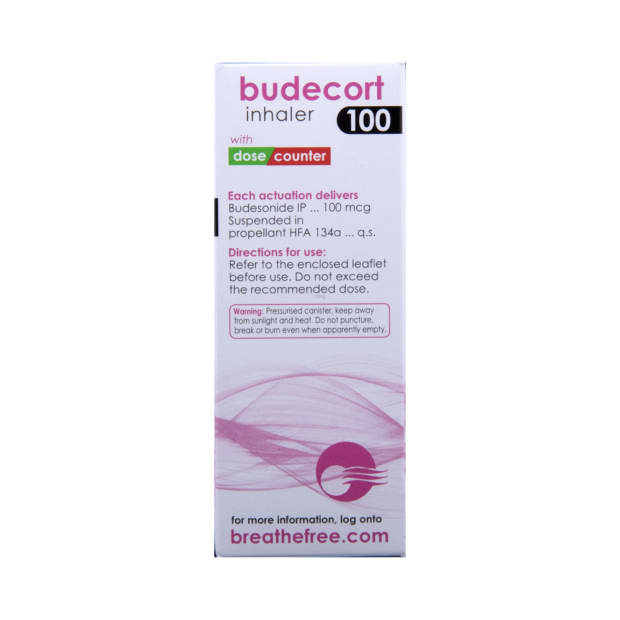 budecort
inhaler
100
with
dose counter
Each actuation delivers
Budesonide IP ... 100 mcg
Suspended in
propellant HFA 134a ... q.s.
Directions for use:
Refer to the enclosed leaflet
before use. Do not exceed
the recommended dose.
Warning: Pressurised canister, keep away
from sunlight and heat. Do not puncture,
break or burn even when apparently empty.
for more information, log onto
breathefree.com